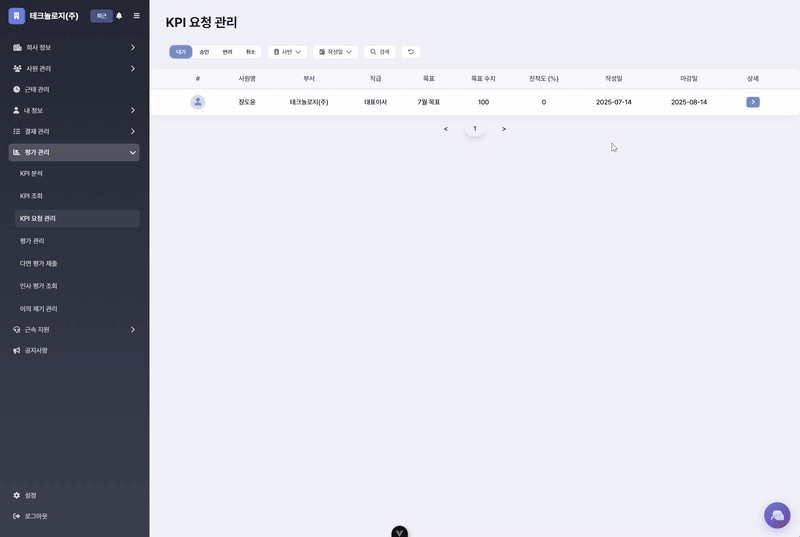 테크놀로지(주) 퇴근
회사 정보
사원 관리
근태 관리
내 정보
결재 관리
평가 관리
KPI 분석
KPI 조회
KPI 요청 관리
평가 관리
다면 평가 제출
인사 평가 조회
이의 제기 관리
근속 지원
공지사항
설정
로그아웃
KPI 요청 관리
대기 승인 반려 취소 사번 작성일 검색
# 사원명 부서 직급 목표 목표 수치 진척도 (%) 작성일 마감일 상세
장도윤 테크놀로지(주) 대표이사 7월 목표 100 0 2025-07-14 2025-08-14
< 1 >